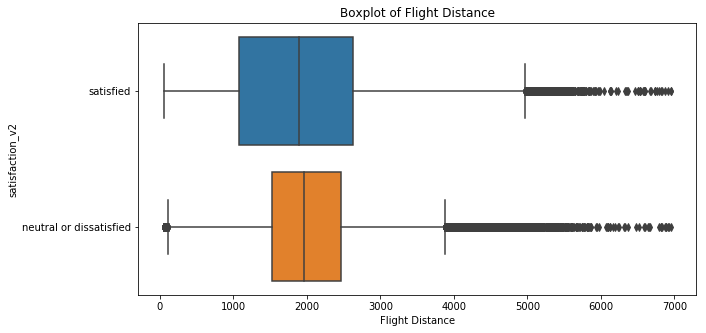 Boxplot of Flight Distance
satisfaction_v2
satisfied
neutral or dissatisfied
0 1000 2000 3000 4000 5000 6000 7000
Flight Distance